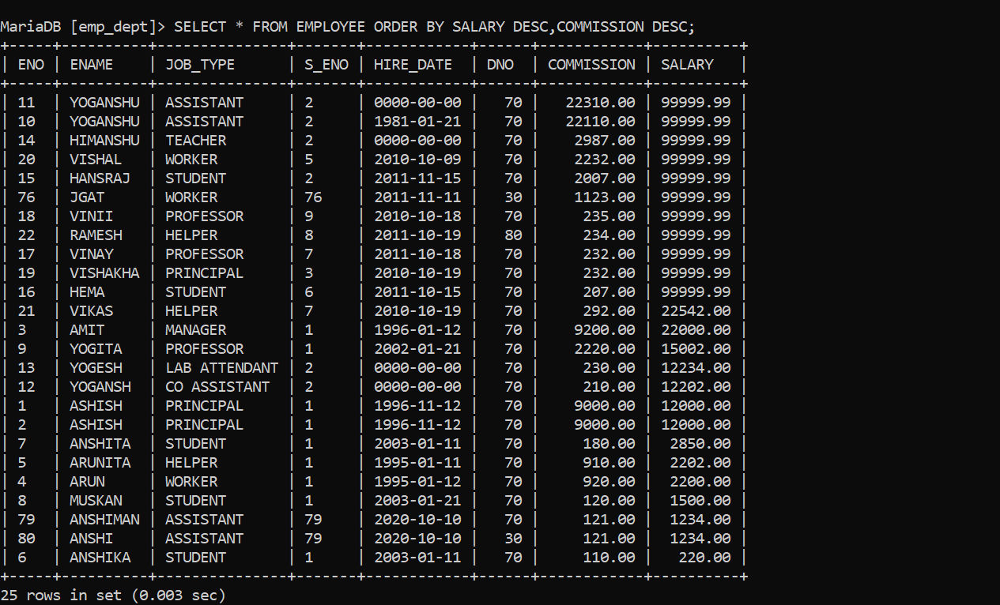 MariaDB [emp_dept]> SELECT * FROM EMPLOYEE ORDER BY SALARY DESC,COMMISSION DESC;
+-----+----------+---------------+-------+------------+------+------------+----------+
| ENO | ENAME    | JOB_TYPE      | S_ENO | HIRE_DATE  | DNO  | COMMISSION | SALARY   |
+-----+----------+---------------+-------+------------+------+------------+----------+
| 11  | YOGANSHU | ASSISTANT     | 2     | 0000-00-00 |   70 |   22310.00 | 99999.99 |
| 10  | YOGANSHU | ASSISTANT     | 2     | 1981-01-21 |   70 |   22110.00 | 99999.99 |
| 14  | HIMANSHU | TEACHER       | 2     | 0000-00-00 |   70 |    2987.00 | 99999.99 |
| 20  | VISHAL   | WORKER        | 5     | 2010-10-09 |   70 |    2232.00 | 99999.99 |
| 15  | HANSRAJ  | STUDENT       | 2     | 2011-11-15 |   70 |    2007.00 | 99999.99 |
| 76  | JGAT     | WORKER        | 76    | 2011-11-11 |   30 |    1123.00 | 99999.99 |
| 18  | VINII    | PROFESSOR     | 9     | 2010-10-18 |   70 |     235.00 | 99999.99 |
| 22  | RAMESH   | HELPER        | 8     | 2011-10-19 |   80 |     234.00 | 99999.99 |
| 17  | VINAY    | PROFESSOR     | 7     | 2011-10-18 |   70 |     232.00 | 99999.99 |
| 19  | VISHAKHA | PRINCIPAL     | 3     | 2010-10-19 |   70 |     232.00 | 99999.99 |
| 16  | HEMA     | STUDENT       | 6     | 2011-10-15 |   70 |     207.00 | 99999.99 |
| 21  | VIKAS    | HELPER        | 7     | 2010-10-19 |   70 |     292.00 | 22542.00 |
| 3   | AMIT     | MANAGER       | 1     | 1996-01-12 |   70 |    9200.00 | 22000.00 |
| 9   | YOGITA   | PROFESSOR     | 1     | 2002-01-21 |   70 |    2220.00 | 15002.00 |
| 13  | YOGESH   | LAB ATTENDANT | 2     | 0000-00-00 |   70 |     230.00 | 12234.00 |
| 12  | YOGANSH  | CO ASSISTANT  | 2     | 0000-00-00 |   70 |     210.00 | 12202.00 |
| 1   | ASHISH   | PRINCIPAL     | 1     | 1996-11-12 |   70 |    9000.00 | 12000.00 |
| 2   | ASHISH   | PRINCIPAL     | 1     | 1996-11-12 |   70 |    9000.00 | 12000.00 |
| 7   | ANSHITA  | STUDENT       | 1     | 2003-01-11 |   70 |     180.00 |  2850.00 |
| 5   | ARUNITA  | HELPER        | 1     | 1995-01-11 |   70 |     910.00 |  2202.00 |
| 4   | ARUN     | WORKER        | 1     | 1995-01-12 |   70 |     920.00 |  2200.00 |
| 8   | MUSKAN   | STUDENT       | 1     | 2003-01-21 |   70 |     120.00 |  1500.00 |
| 79  | ANSHIMAN | ASSISTANT     | 79    | 2020-10-10 |   70 |     121.00 |  1234.00 |
| 80  | ANSHI    | ASSISTANT     | 79    | 2020-10-10 |   30 |     121.00 |  1234.00 |
| 6   | ANSHIKA  | STUDENT       | 1     | 2003-01-11 |   70 |     110.00 |   220.00 |
+-----+----------+---------------+-------+------------+------+------------+----------+
25 rows in set (0.003 sec)